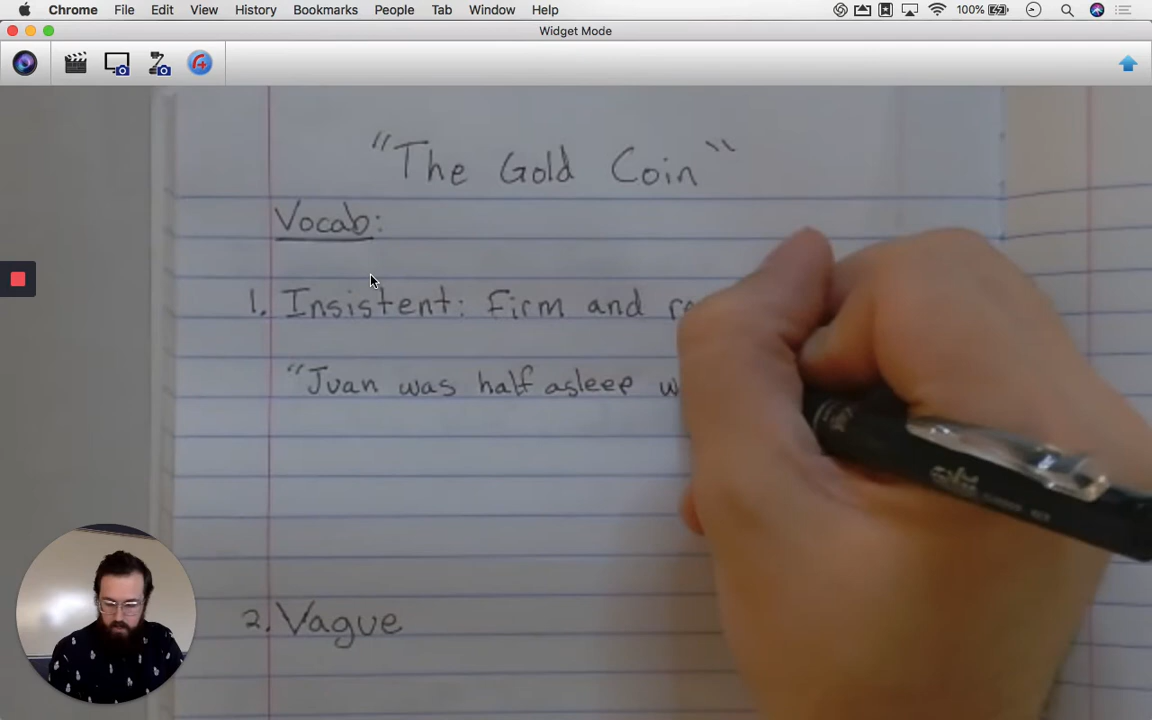 Chrome File Edit View History Bookmarks People Tab Window Help 100%
Widget Mode
"The Gold Coin"
Vocab:
1. Insistent: Firm and
"Juan was half asleep
2. Vague